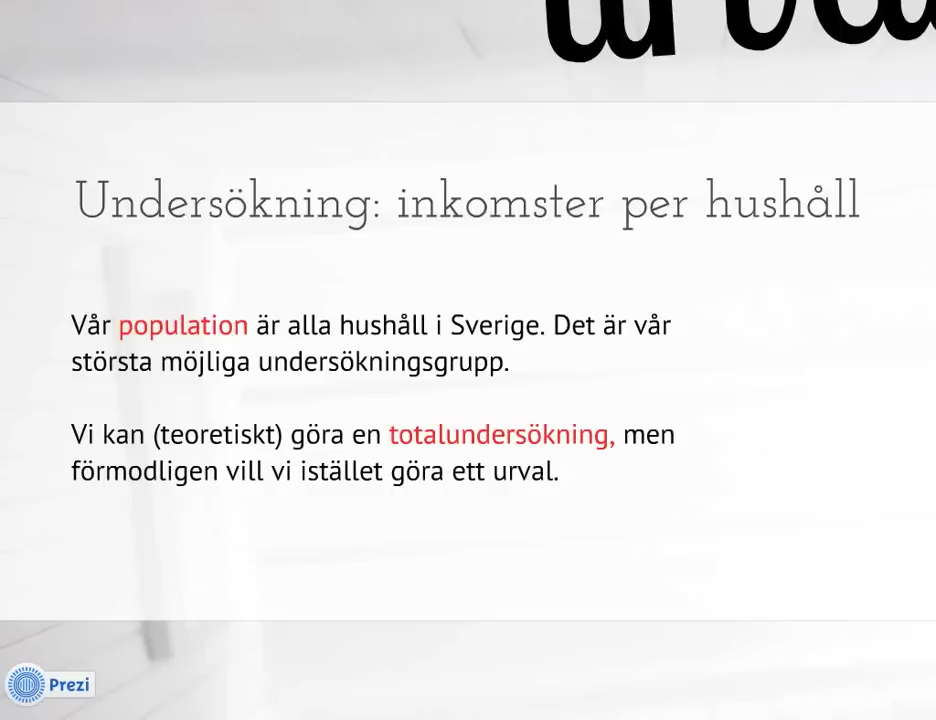 urval
Undersökning: inkomster per hushåll
Vår population är alla hushåll i Sverige. Det är vår
största möjliga undersökningsgrupp.
Vi kan (teoretiskt) göra en totalundersökning, men
förmodligen vill vi istället göra ett urval.
Prezi